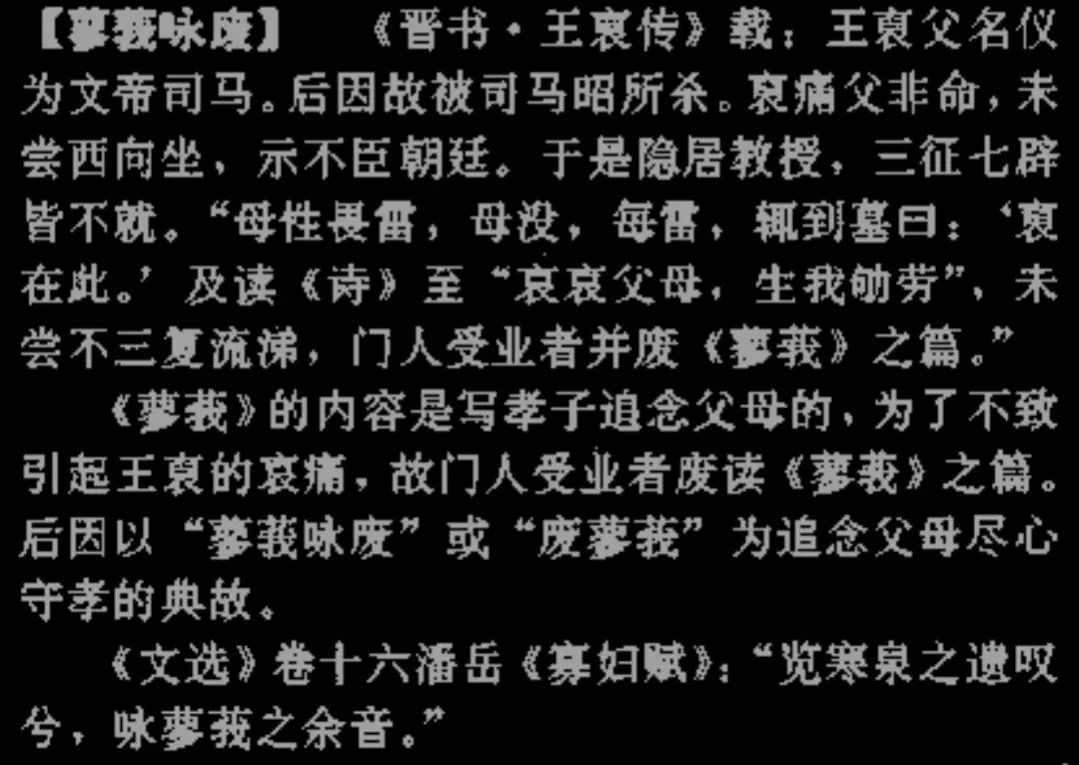 【蓼莪咏废】 《晋书·王裒传》载：王裒父名仪
为文帝司马。后因故被司马昭所杀。裒痛父非命，未
尝西向坐，示不臣朝廷。于是隐居教授，三征七辟
皆不就。“母性畏雷，母没，每雷，辄到墓曰：‘裒
在此。’及读《诗》至“哀哀父母，生我劬劳”，未
尝不三复流涕，门人受业者并废《蓼莪》之篇。”
《蓼莪》的内容是写孝子追念父母的，为了不致
引起王裒的哀痛，故门人受业者废读《蓼莪》之篇。
后因以“蓼莪咏废”或“废蓼莪”为追念父母尽心
守孝的典故。
《文选》卷十六潘岳《寡妇赋》：“览寒泉之遗叹
兮，咏蓼莪之余音。”